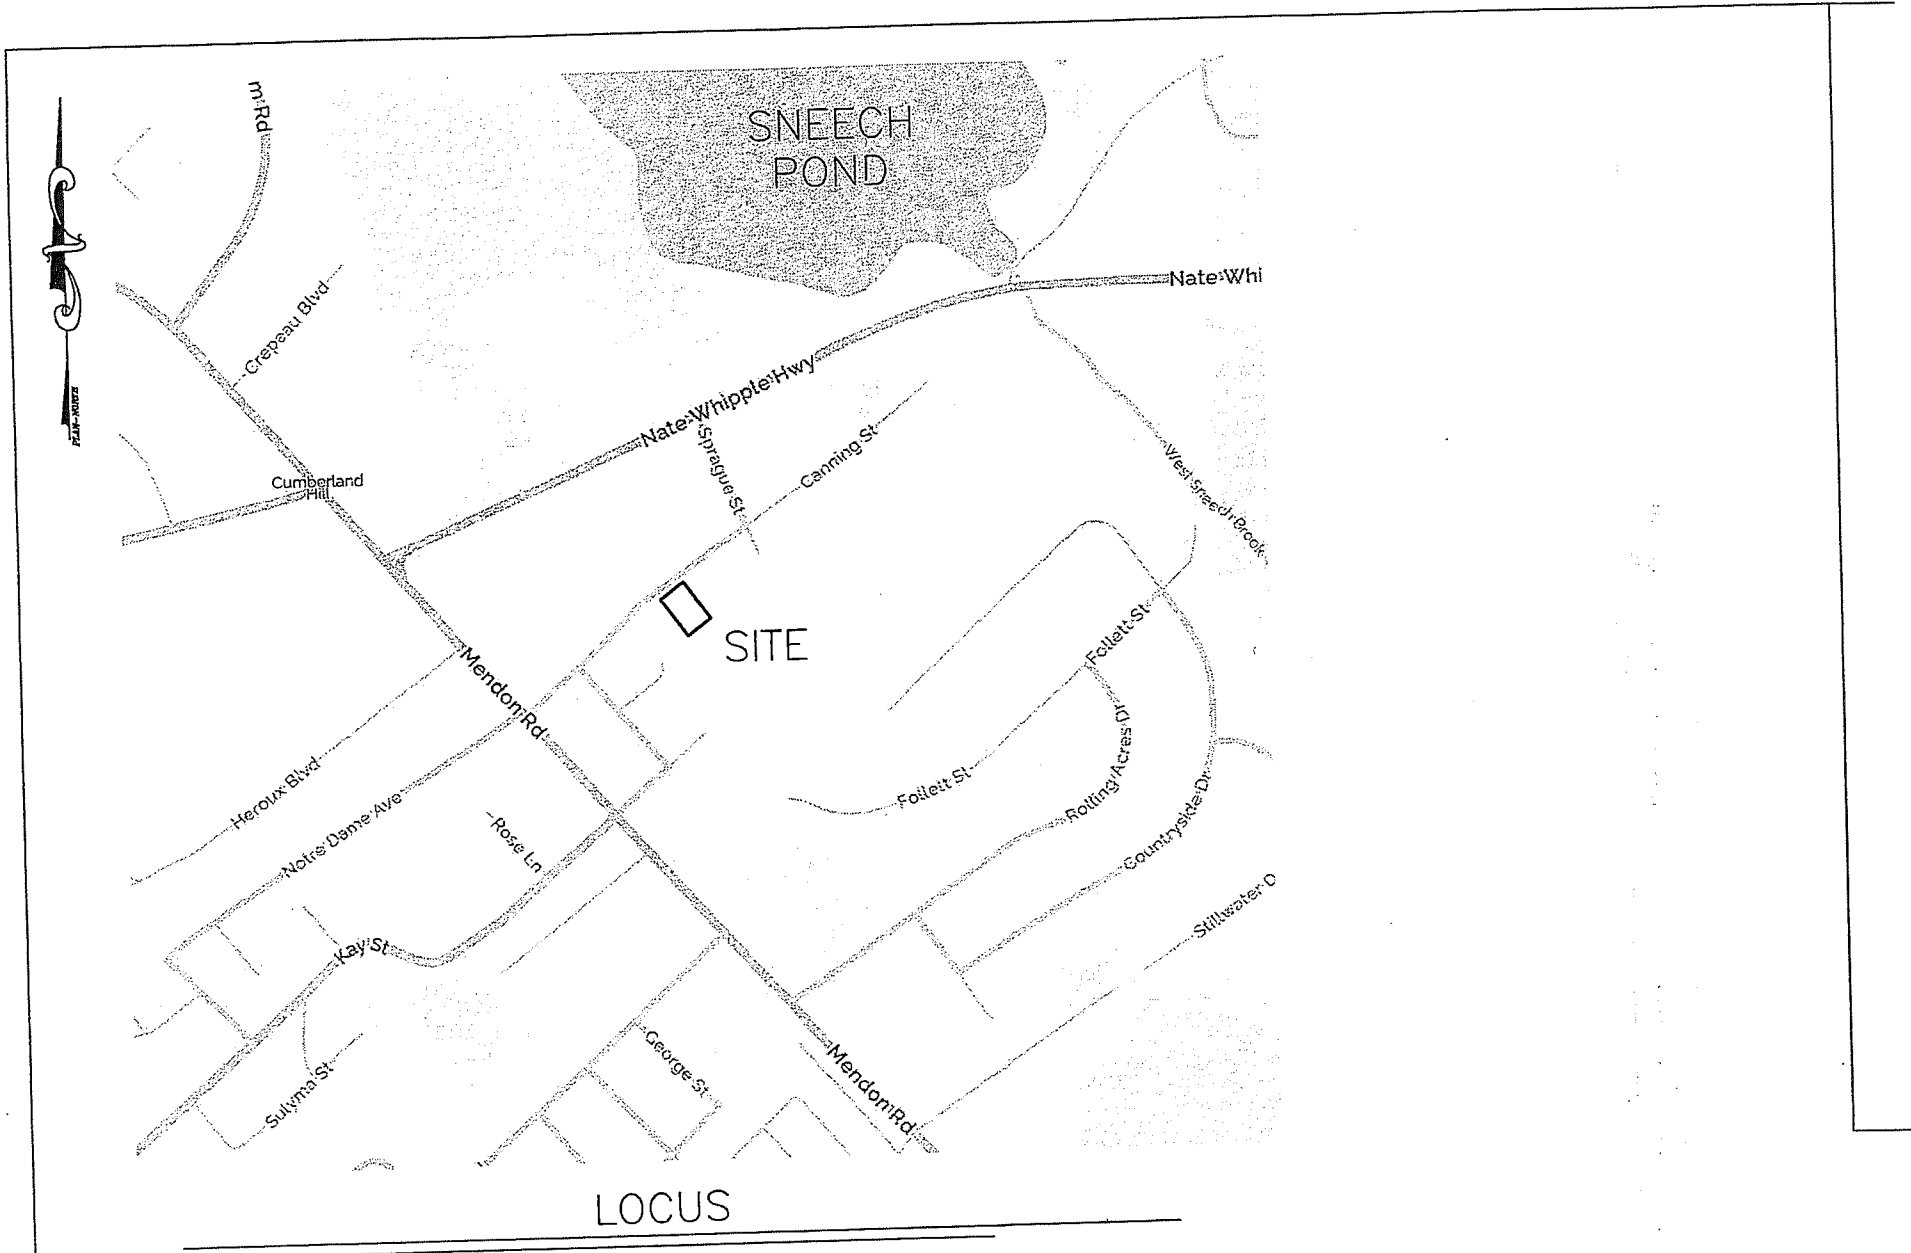 m Rd
SNEECH
POND
Nate Whi
Crepeau Blvd
Nate Whipple Hwy
Sprague St
Canning St
Cumberland
Hill
West Sneech Brook
PLAN-NORTH
SITE
Follett St
Mendon Rd
Rolling Acres Dr
Heroux Blvd
Follett St
Notre Dame Ave
Rose Ln
Countryside Dr
Stillwater D
Kay St
George St
Sulyma St
Mendon Rd
LOCUS